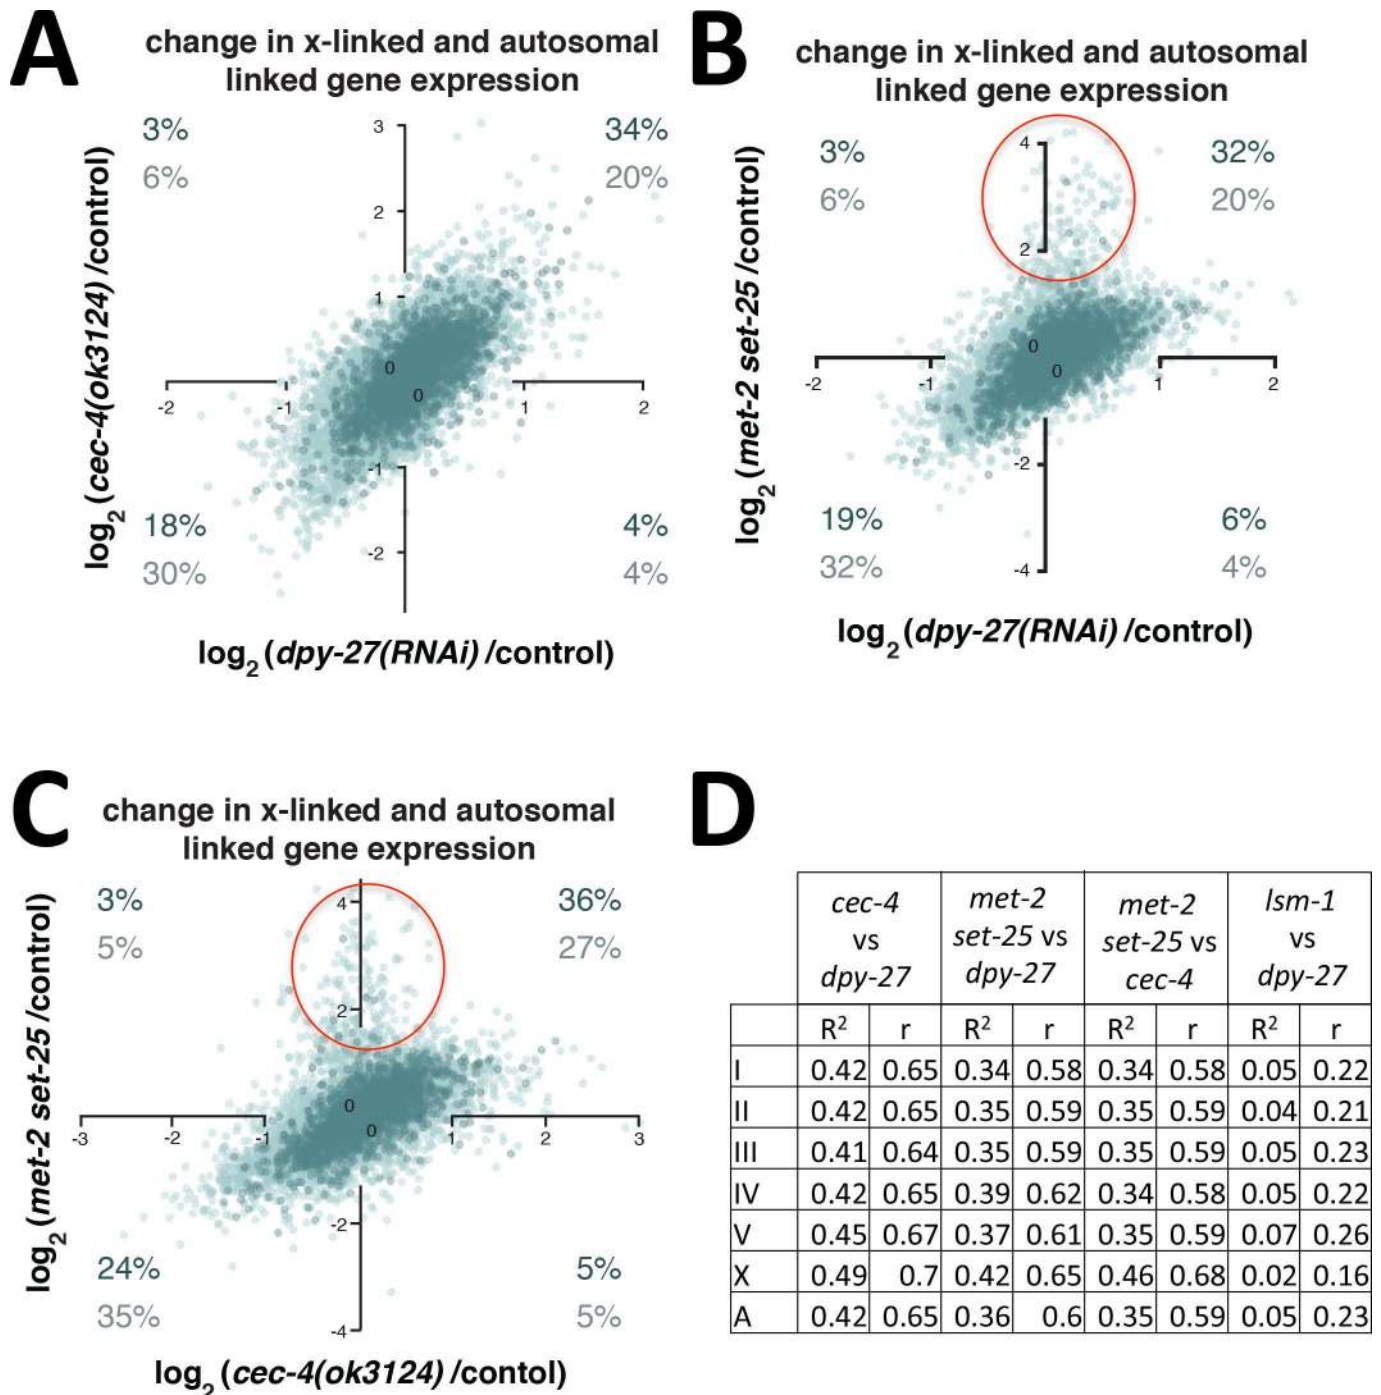 A
change in x-linked and autosomal
linked gene expression
3%
34%
6%
20%
3
2
1
0
0
-2
-1
1
2
-1
-2
18%
4%
30%
4%
log2 (cec-4(ok3124) /control)
log2 (dpy-27(RNAi) /control)
B
change in x-linked and autosomal
linked gene expression
3%
32%
6%
20%
4
2
0
0
-2
-1
1
2
-2
-4
19%
6%
32%
4%
log2 (met-2 set-25 /control)
log2 (dpy-27(RNAi) /control)
C
change in x-linked and autosomal
linked gene expression
3%
36%
5%
27%
4
2
0
0
-3
-2
-1
1
2
3
-2
-4
24%
5%
35%
5%
log2 (met-2 set-25 /control)
log2 (cec-4(ok3124) /contol)
D
cec-4 vs dpy-27 met-2 set-25 vs dpy-27 met-2 set-25 vs cec-4 lsm-1 vs dpy-27
R² r R² r R² r R² r
I 0.42 0.65 0.34 0.58 0.34 0.58 0.05 0.22
II 0.42 0.65 0.35 0.59 0.35 0.59 0.04 0.21
III 0.41 0.64 0.35 0.59 0.35 0.59 0.05 0.23
IV 0.42 0.65 0.39 0.62 0.34 0.58 0.05 0.22
V 0.45 0.67 0.37 0.61 0.35 0.59 0.07 0.26
X 0.49 0.7 0.42 0.65 0.46 0.68 0.02 0.16
A 0.42 0.65 0.36 0.6 0.35 0.59 0.05 0.23